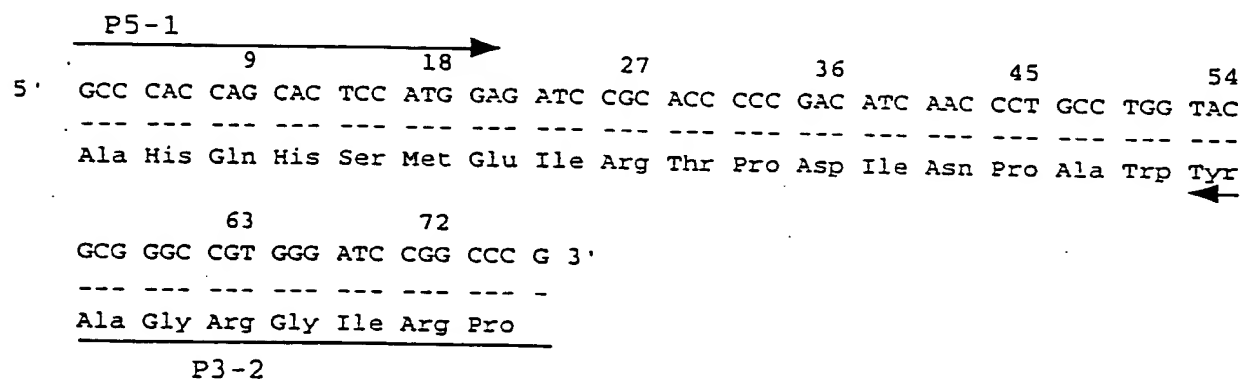 P5-1
9 18 27 36 45 54
5' GCC CAC CAG CAC TCC ATG GAG ATC CGC ACC CCC GAC ATC AAC CCT GCC TGG TAC
--- --- --- --- --- --- --- --- --- --- --- --- --- --- --- --- --- ---
Ala His Gln His Ser Met Glu Ile Arg Thr Pro Asp Ile Asn Pro Ala Trp Tyr
63 72
GCG GGC CGT GGG ATC CGG CCC G 3'
--- --- --- --- --- --- --- -
Ala Gly Arg Gly Ile Arg Pro
P3-2